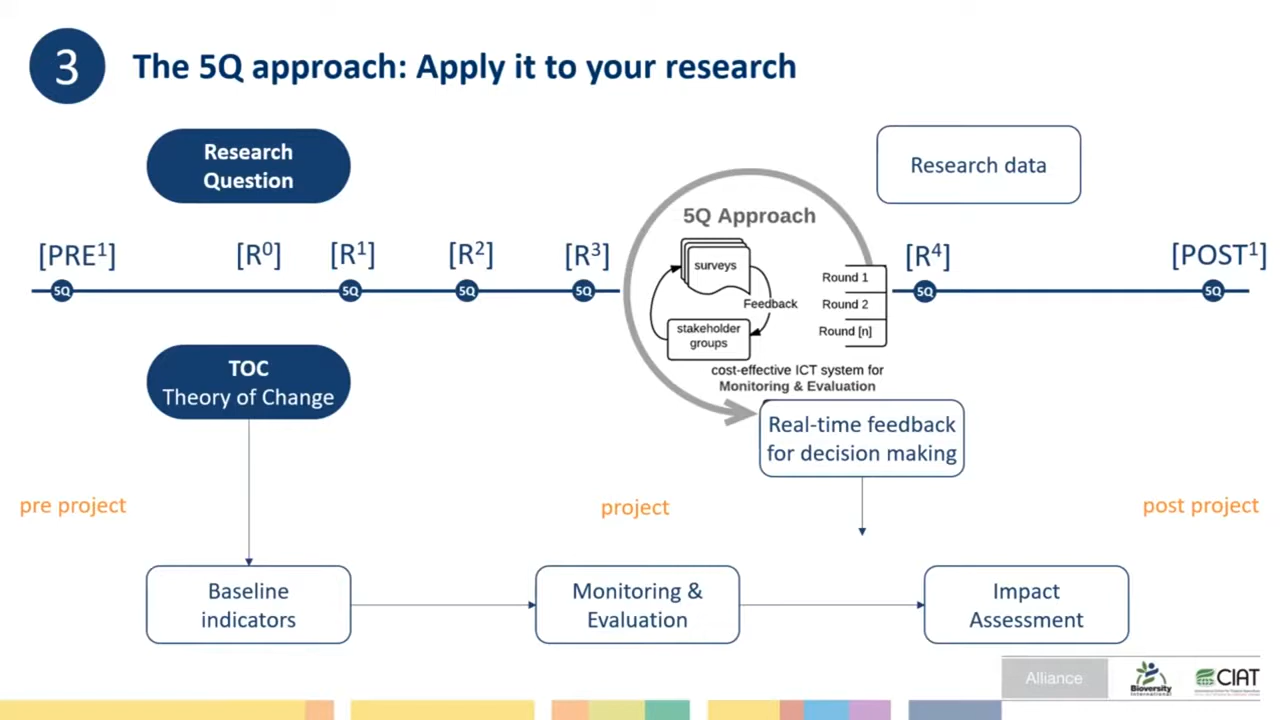 3
The 5Q approach: Apply it to your research
Research
Question
Research data
[PRE¹]
[R⁰]
[R¹]
[R²]
[R³]
[R⁴]
[POST¹]
5Q
5Q
5Q
5Q
5Q
5Q
5Q Approach
surveys
Feedback
stakeholder
groups
Round 1
Round 2
Round [n]
cost-effective ICT system for
Monitoring & Evaluation
TOC
Theory of Change
Real-time feedback
for decision making
pre project
project
post project
Baseline
indicators
Monitoring &
Evaluation
Impact
Assessment
Alliance
Bioversity
International
CIAT